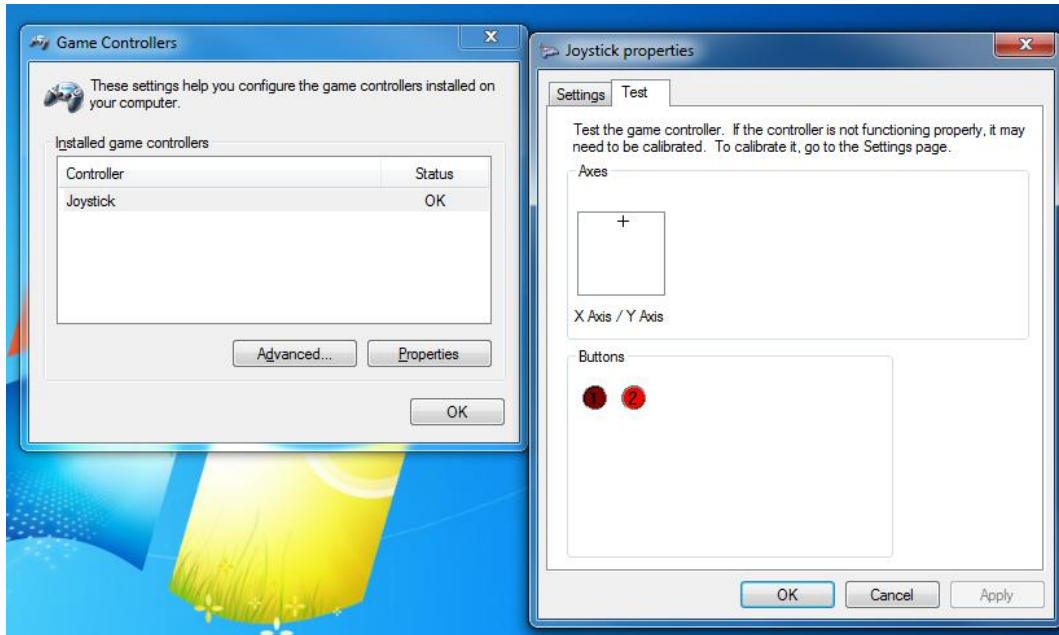 Game Controllers
X
These settings help you configure the game controllers installed on
your computer.
Installed game controllers
Controller Status
Joystick OK
Advanced... Properties
OK
Joystick properties
X
Settings Test
Test the game controller. If the controller is not functioning properly, it may
need to be calibrated. To calibrate it, go to the Settings page.
Axes
X Axis / Y Axis
Buttons
1 2
OK Cancel Apply